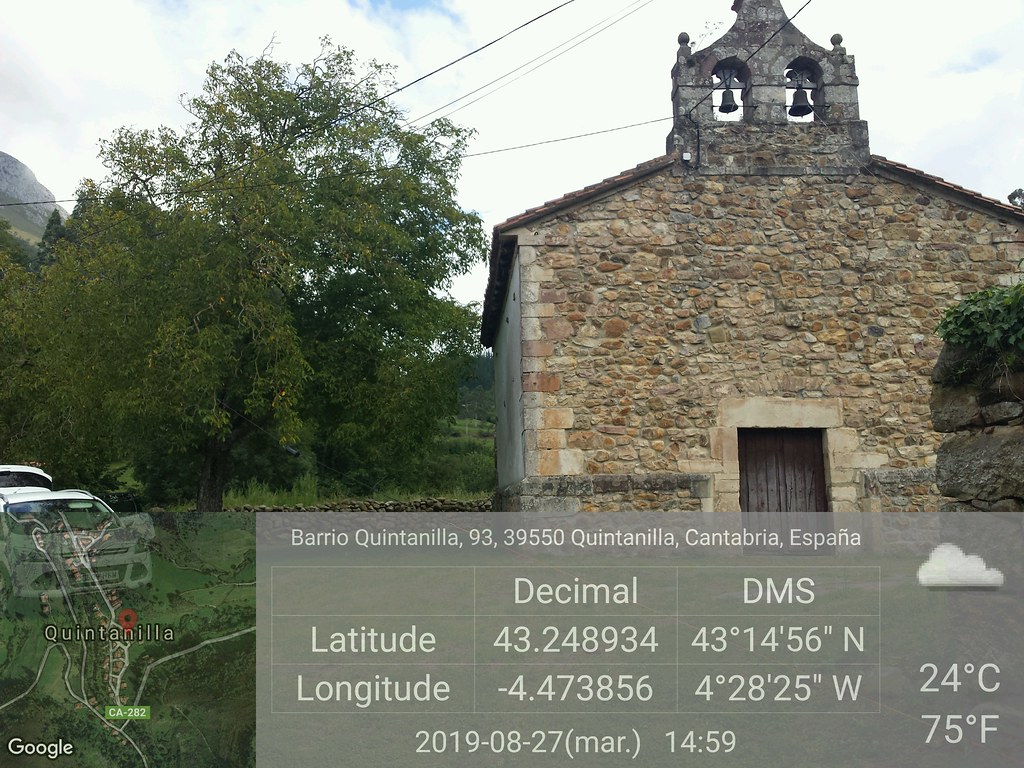 Barrio Quintanilla, 93, 39550 Quintanilla, Cantabria, España
Decimal DMS
Latitude 43.248934 43°14'56" N
Longitude -4.473856 4°28'25" W
2019-08-27(mar.) 14:59
24°C
75°F
Quintanilla
CA-282
Google